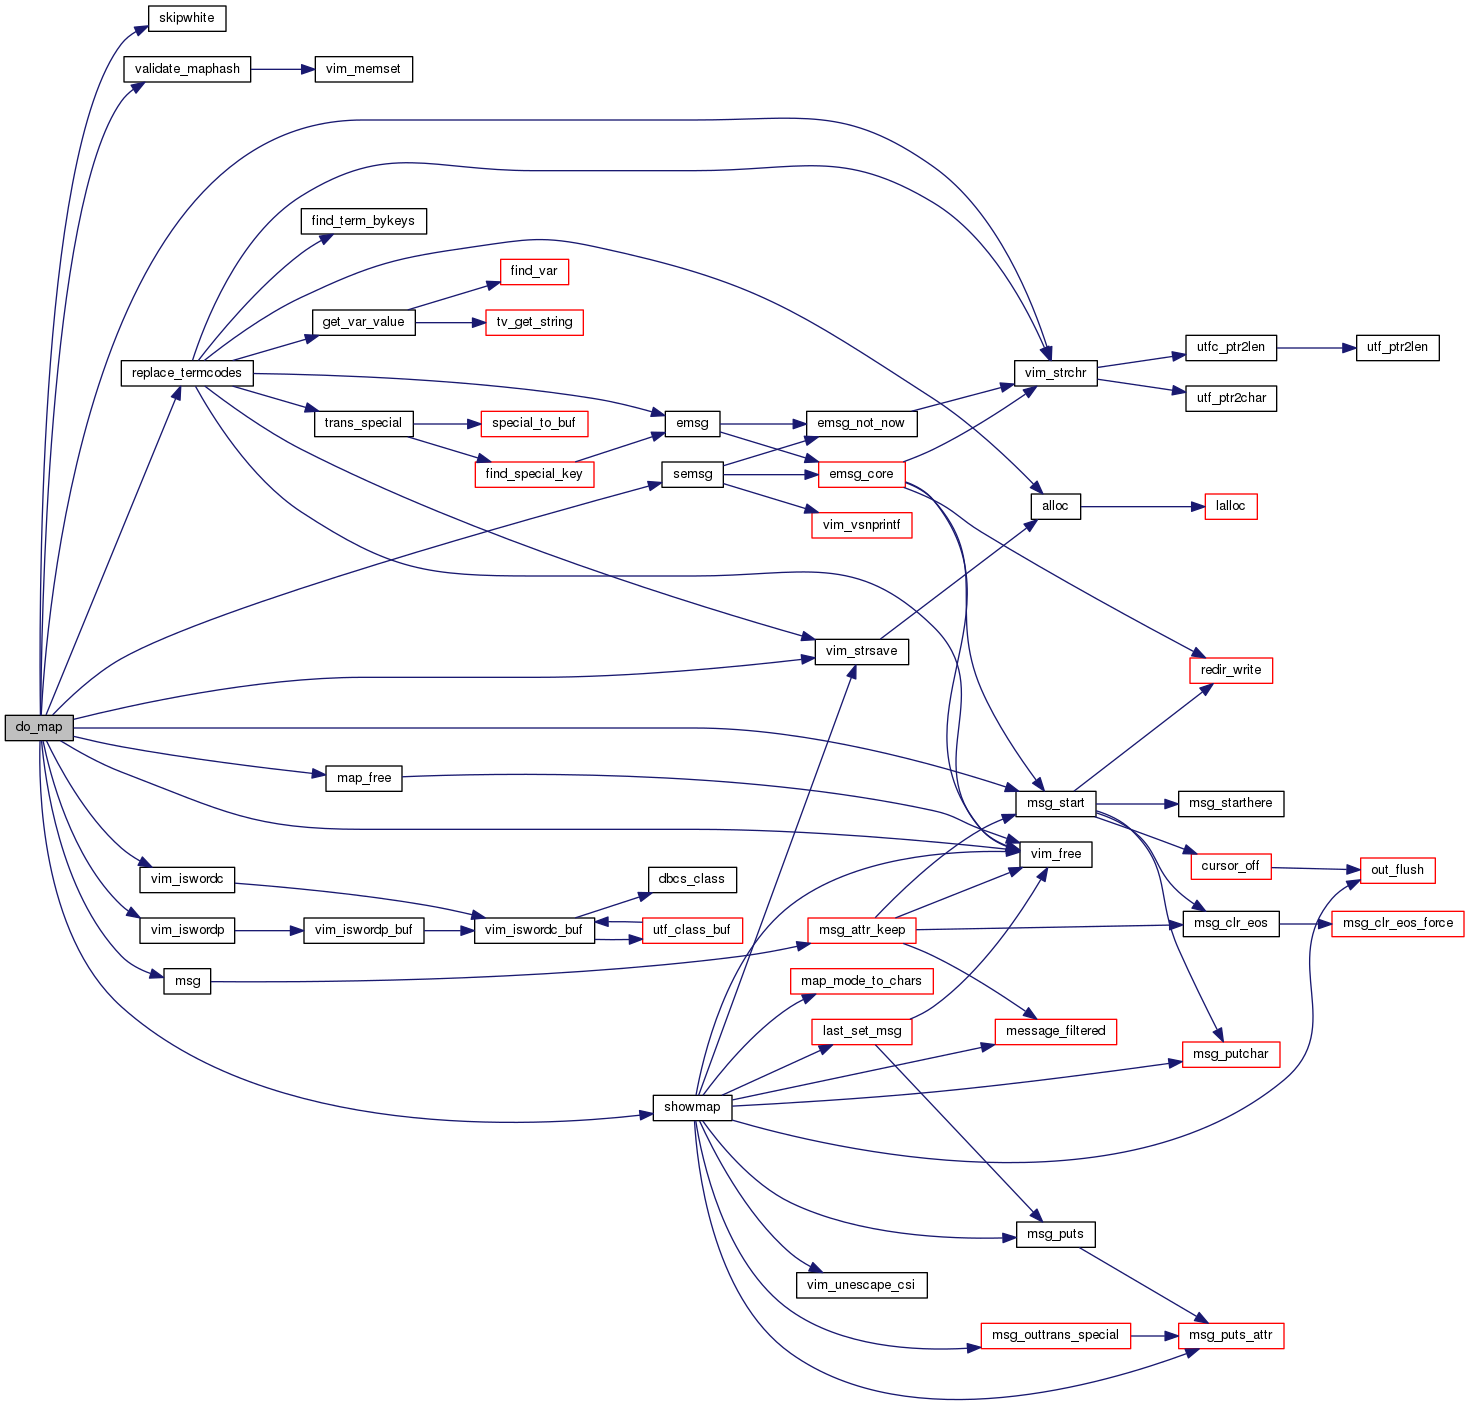 skipwhite
validate_maphash
vim_memset
find_term_bykeys
find_var
get_var_value
tv_get_string
utfc_ptr2len
utf_ptr2len
replace_termcodes
vim_strchr
utf_ptr2char
trans_special
special_to_buf
emsg
emsg_not_now
find_special_key
semsg
emsg_core
alloc
lalloc
vim_vsnprintf
vim_strsave
redir_write
do_map
map_free
msg_start
msg_starthere
vim_free
cursor_off
out_flush
vim_iswordc
dbcs_class
vim_iswordp
vim_iswordp_buf
vim_iswordc_buf
utf_class_buf
msg_attr_keep
msg_clr_eos
msg_clr_eos_force
msg
map_mode_to_chars
last_set_msg
message_filtered
msg_putchar
showmap
msg_puts
vim_unescape_csi
msg_outtrans_special
msg_puts_attr